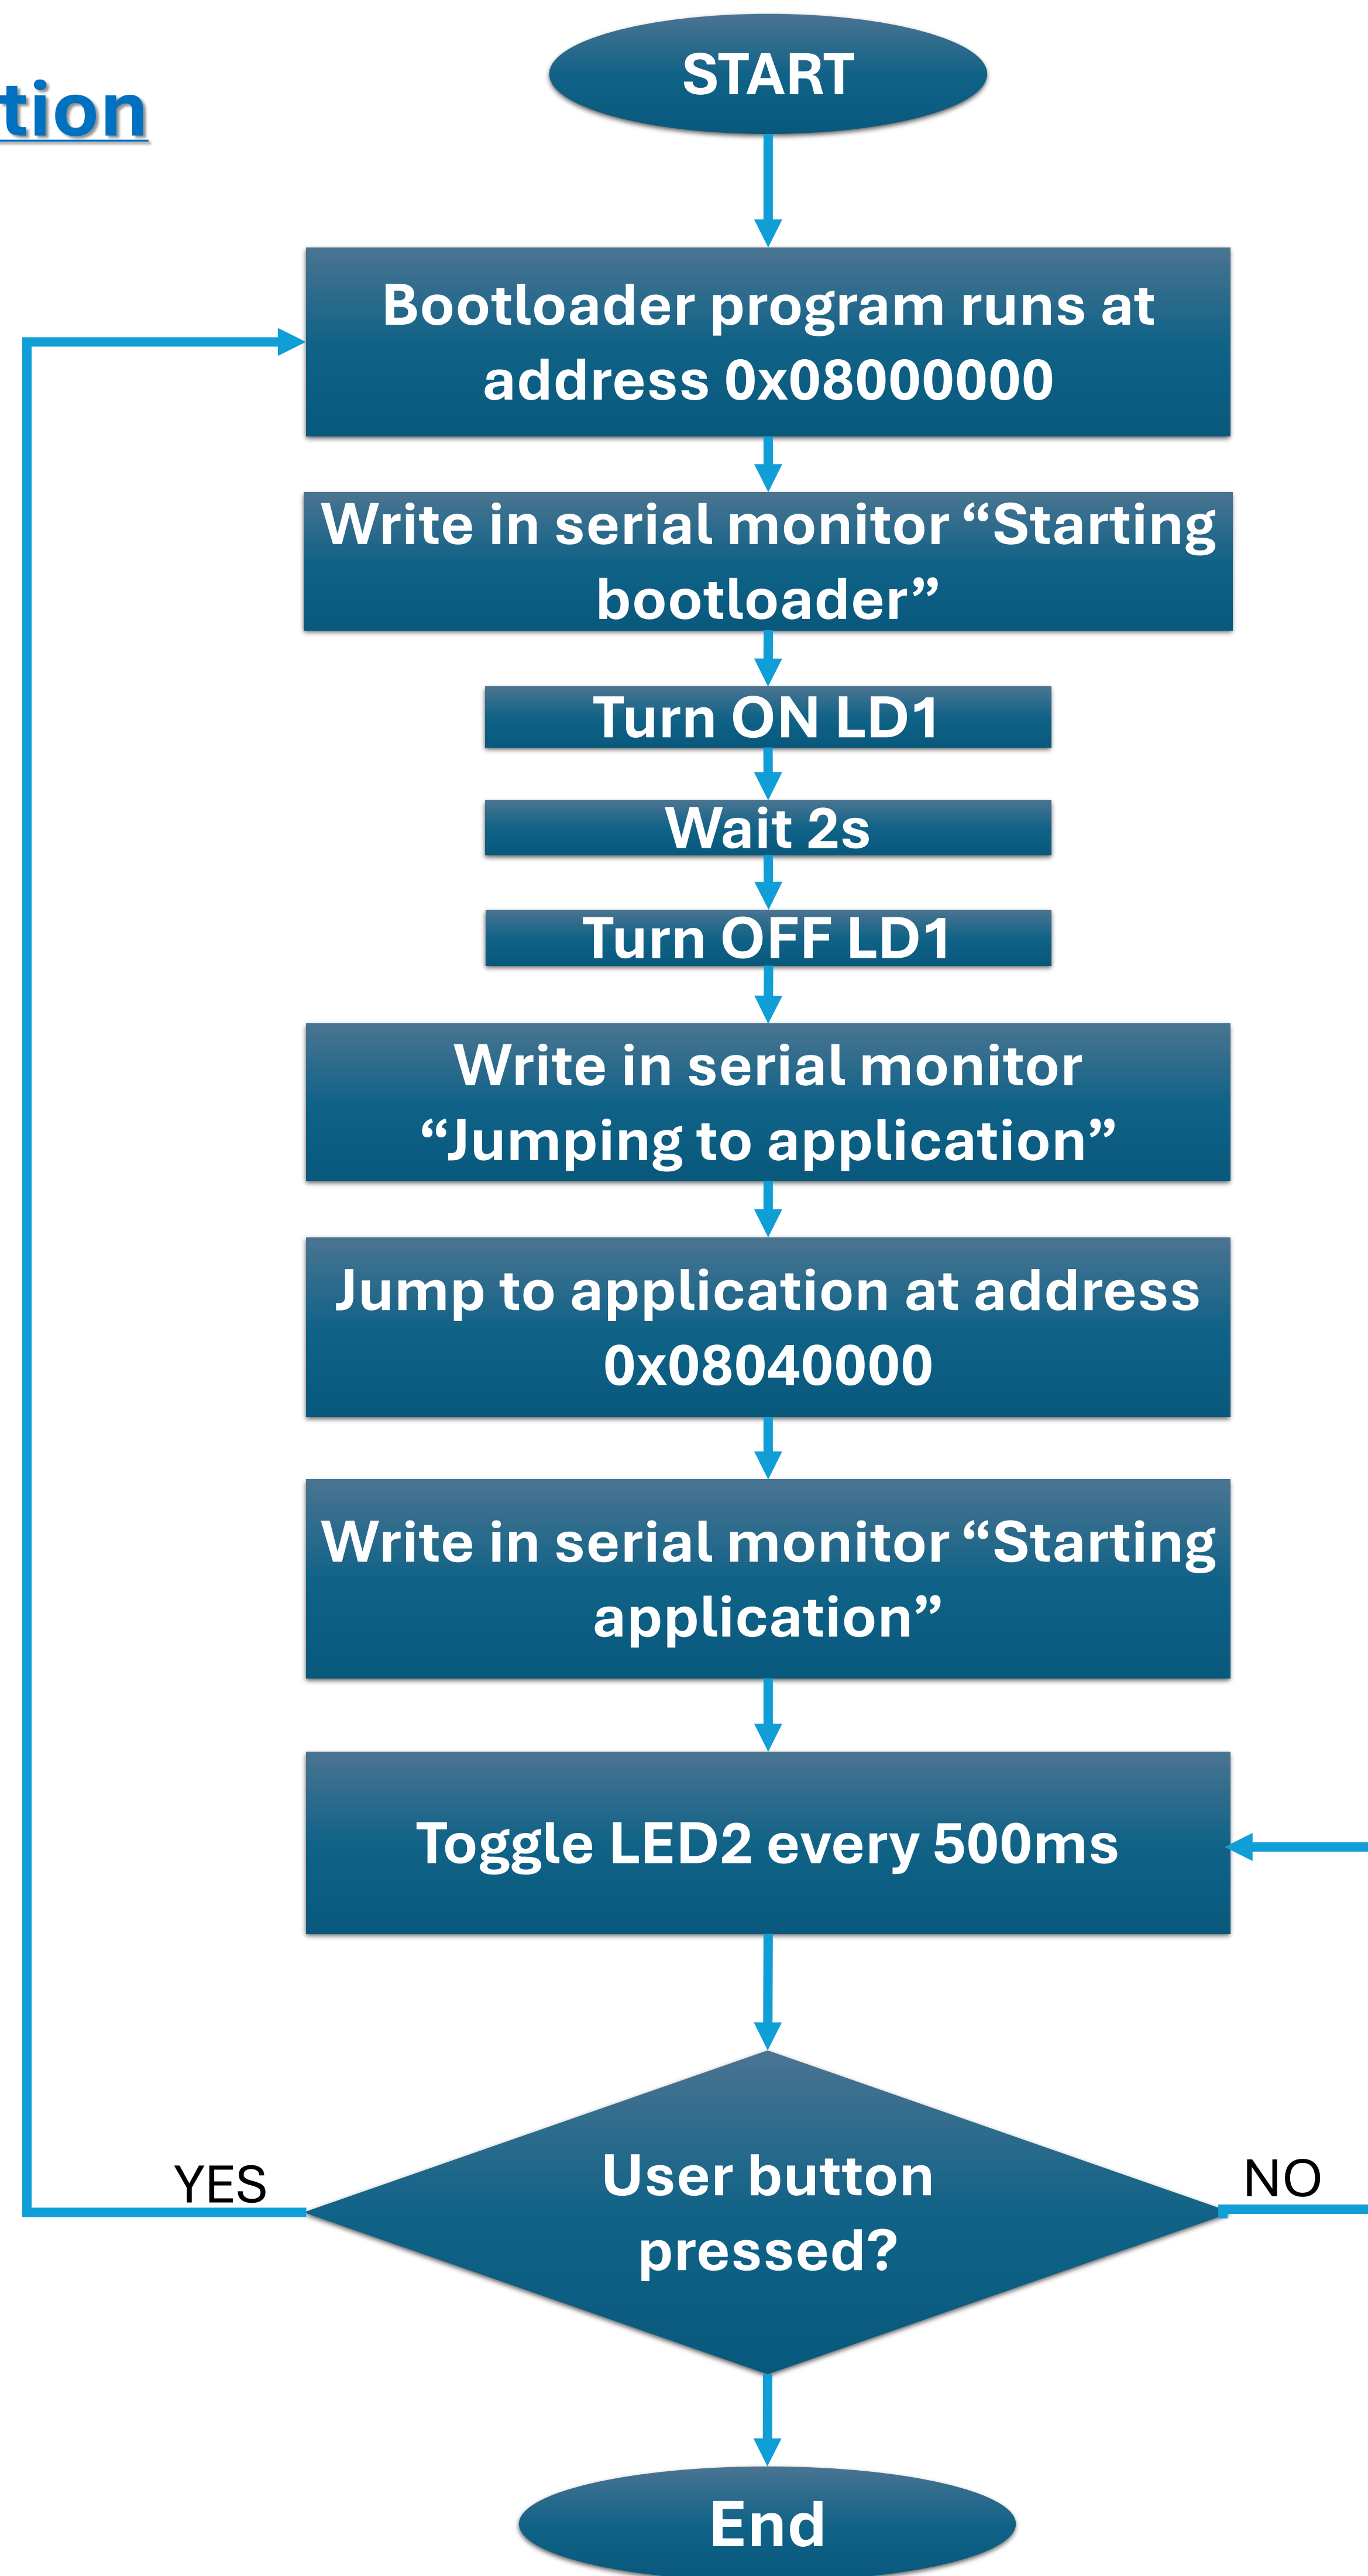 START
tion
Bootloader program runs at
address 0x08000000
Write in serial monitor “Starting
bootloader”
Turn ON LD1
Wait 2s
Turn OFF LD1
Write in serial monitor
“Jumping to application”
Jump to application at address
0x08040000
Write in serial monitor “Starting
application”
Toggle LED2 every 500ms
YES
User button
pressed?
NO
End